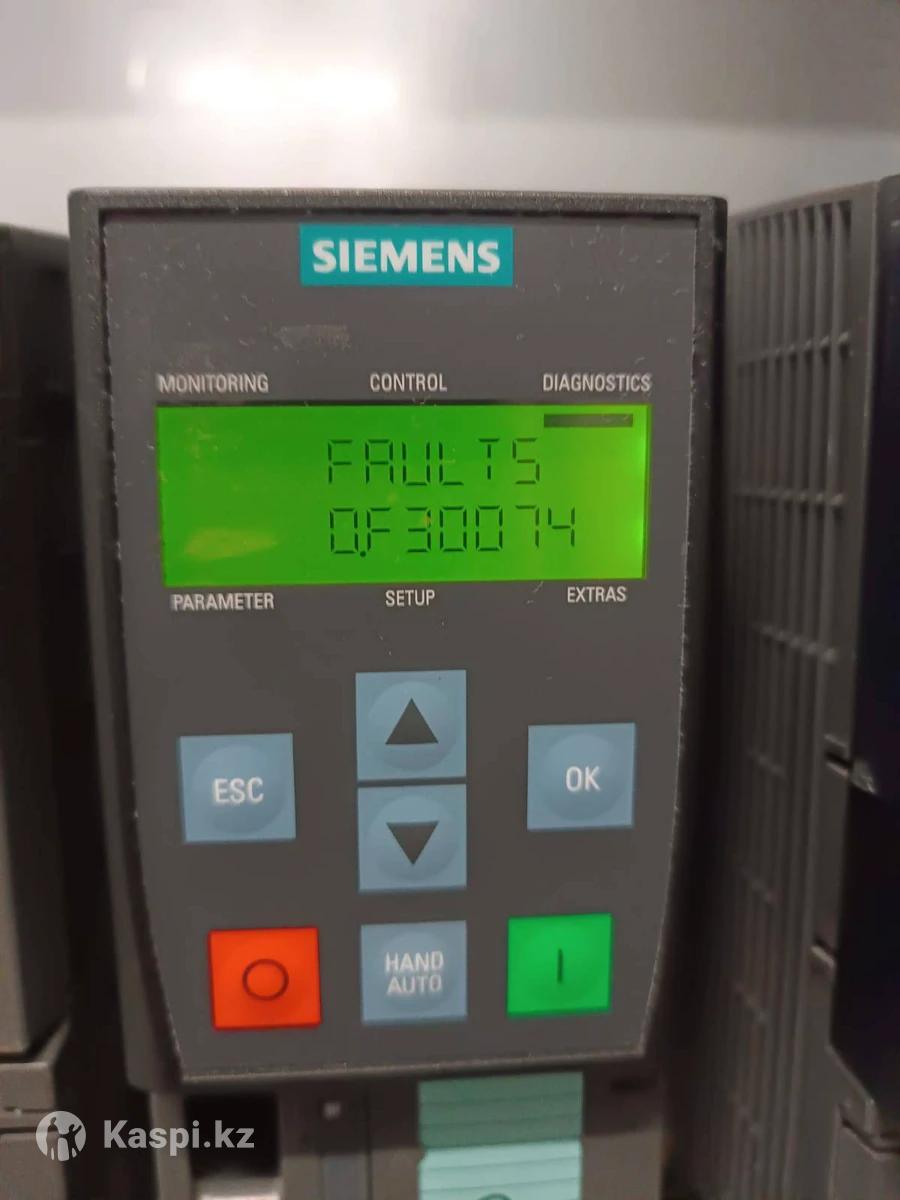 SIEMENS
MONITORING CONTROL DIAGNOSTICS
FAULTS
0.F30074
PARAMETER SETUP EXTRAS
ESC
OK
HAND
AUTO
Kaspi.kz